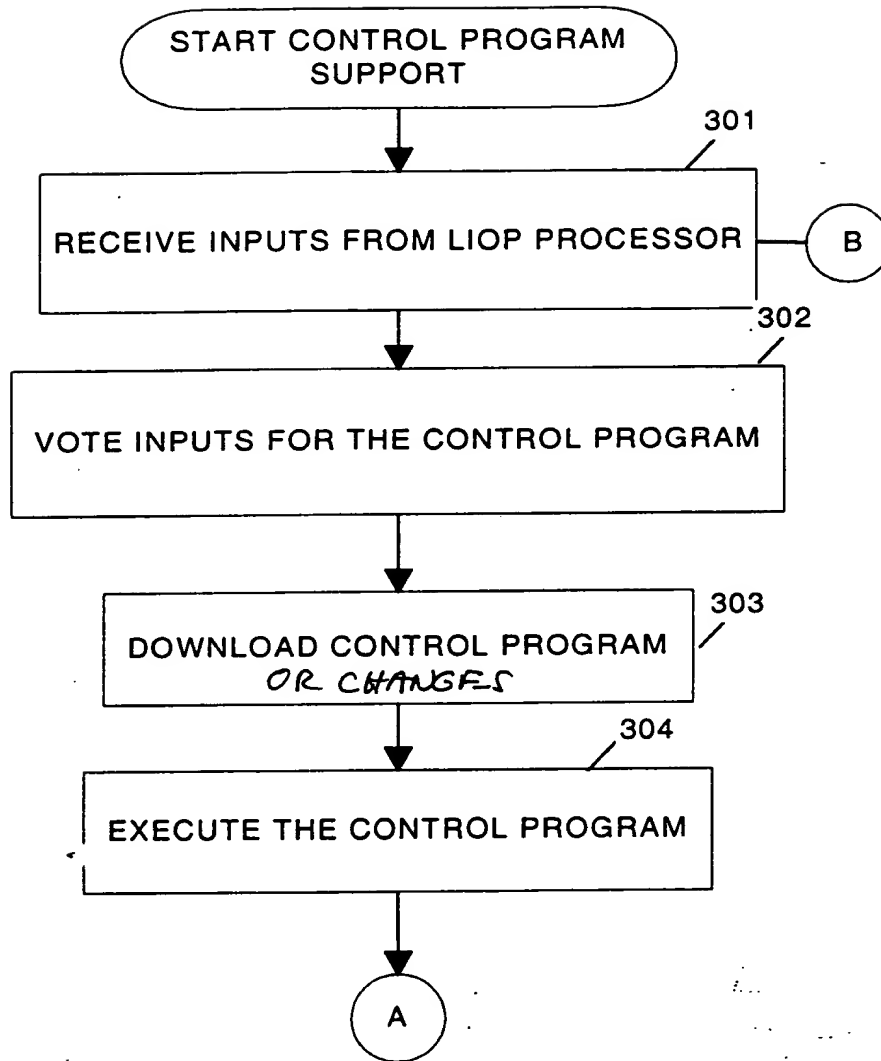 START CONTROL PROGRAM
SUPPORT
301
RECEIVE INPUTS FROM LIOP PROCESSOR
B
302
VOTE INPUTS FOR THE CONTROL PROGRAM
303
DOWNLOAD CONTROL PROGRAM
OR CHANGES
304
EXECUTE THE CONTROL PROGRAM
A